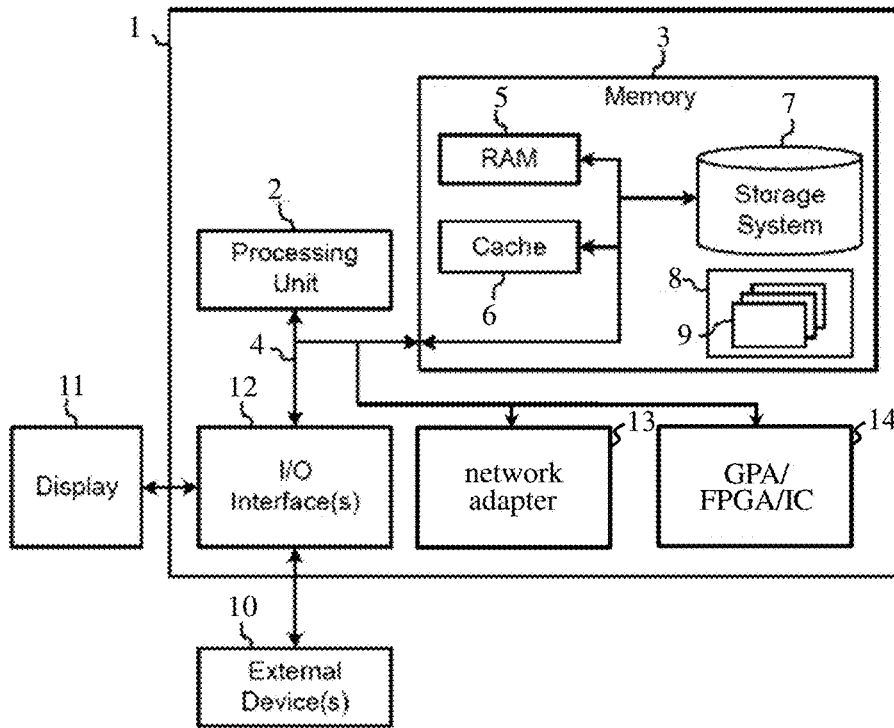 1
3
Memory
5
RAM
7
Storage
System
2
Processing
Unit
Cache
6
8
9
4
11
12
13
14
Display
I/O
Interface(s)
network
adapter
GPA/
FPGA/IC
10
External
Device(s)